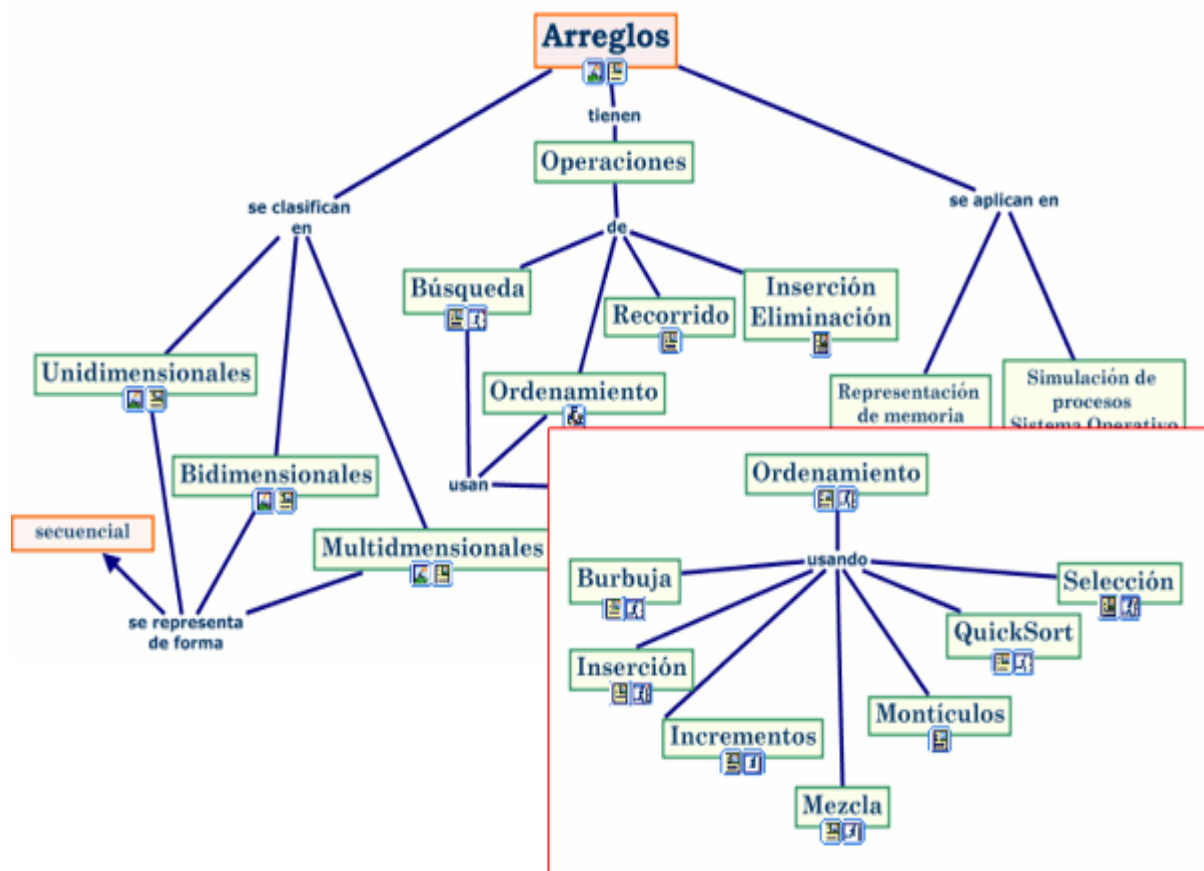 Arreglos
tienen
Operaciones
se clasifican
en
se aplican en
de
Búsqueda
Recorrido
Inserción
Eliminación
Unidimensionales
Ordenamiento
Representación
de memoria
Simulación de
procesos
Sistema Operativo
Bidimensionales
usan
secuencial
Multidmensionales
se representa
de forma
Ordenamiento
usando
Burbuja
Selección
QuickSort
Inserción
Montículos
Incrementos
Mezcla